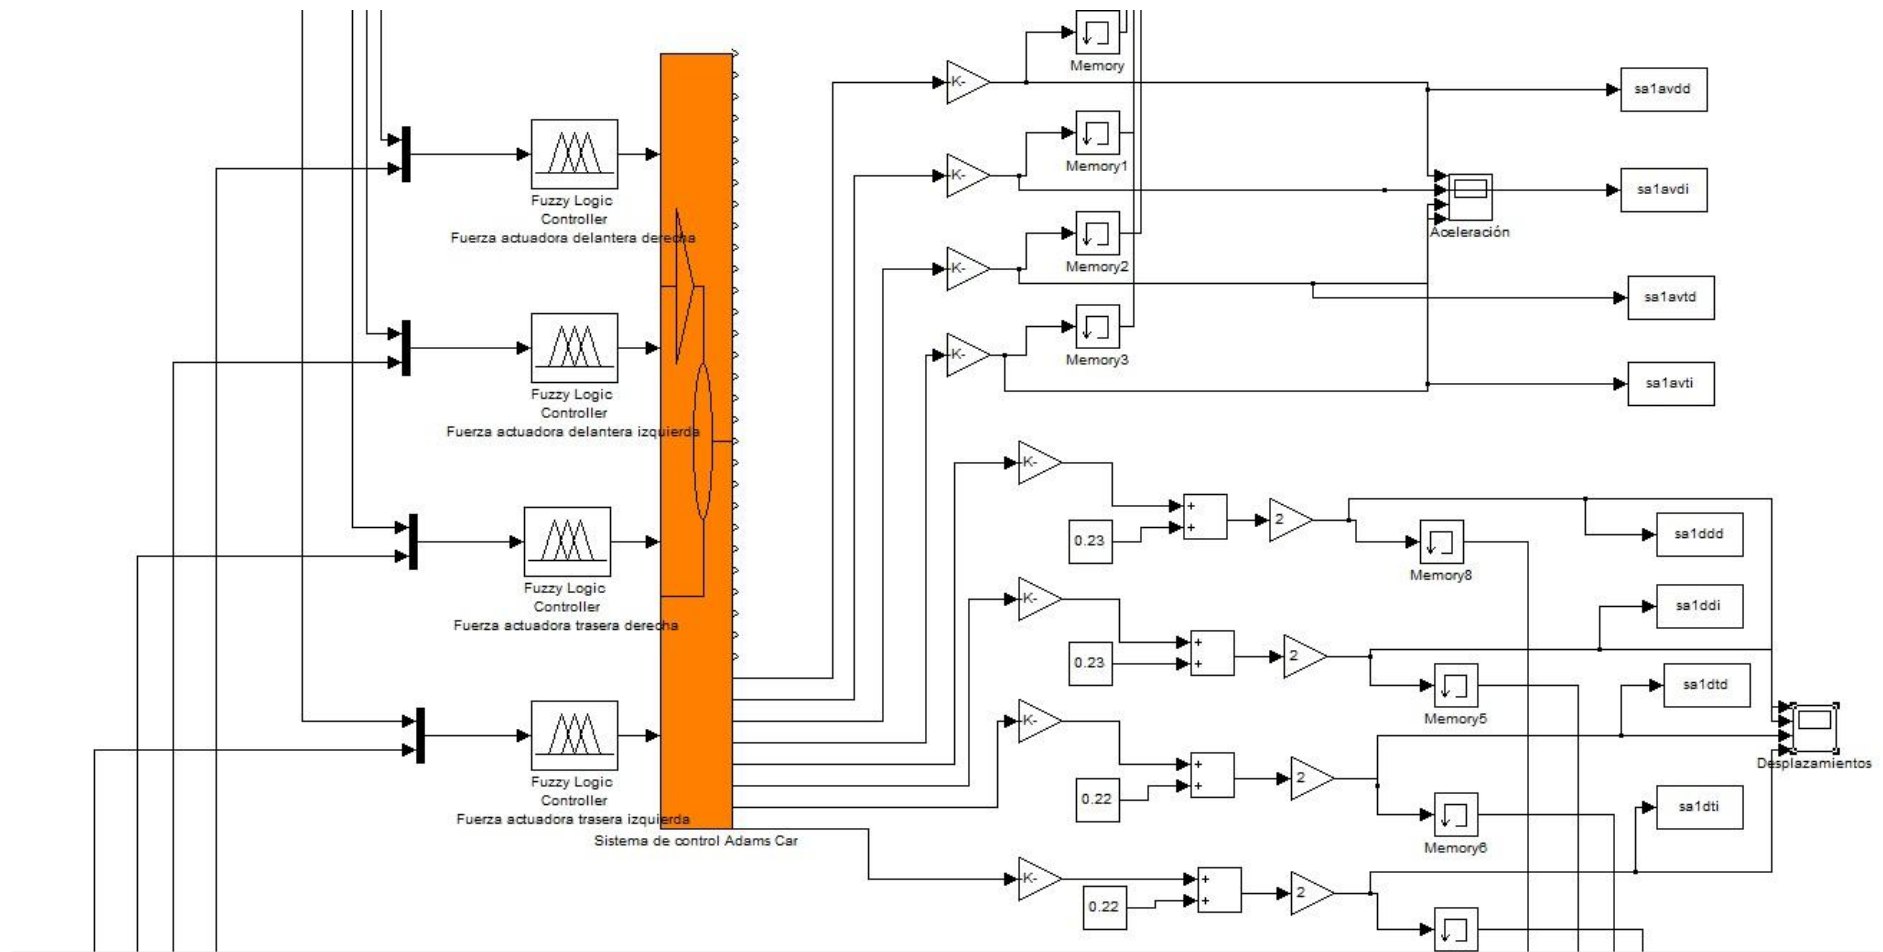 Memory
K-
sa1avdd
Memory1
K-
sa1avdi
Fuzzy Logic
Controller
Fuerza actuadora delantera derecha
Aceleración
Memory2
K-
sa1avtd
Memory3
K-
sa1avti
Fuzzy Logic
Controller
Fuerza actuadora delantera izquierda
K-
+
+
2
0.23
sa1ddd
Memory8
K-
sa1ddi
Fuzzy Logic
Controller
Fuerza actuadora trasera derecha
+
+
2
0.23
sa1dtd
Memory5
K-
+
+
2
0.22
Desplazamientos
sa1dti
Fuzzy Logic
Controller
Fuerza actuadora trasera izquierda
Sistema de control Adams Car
Memory6
K-
+
+
2
0.22